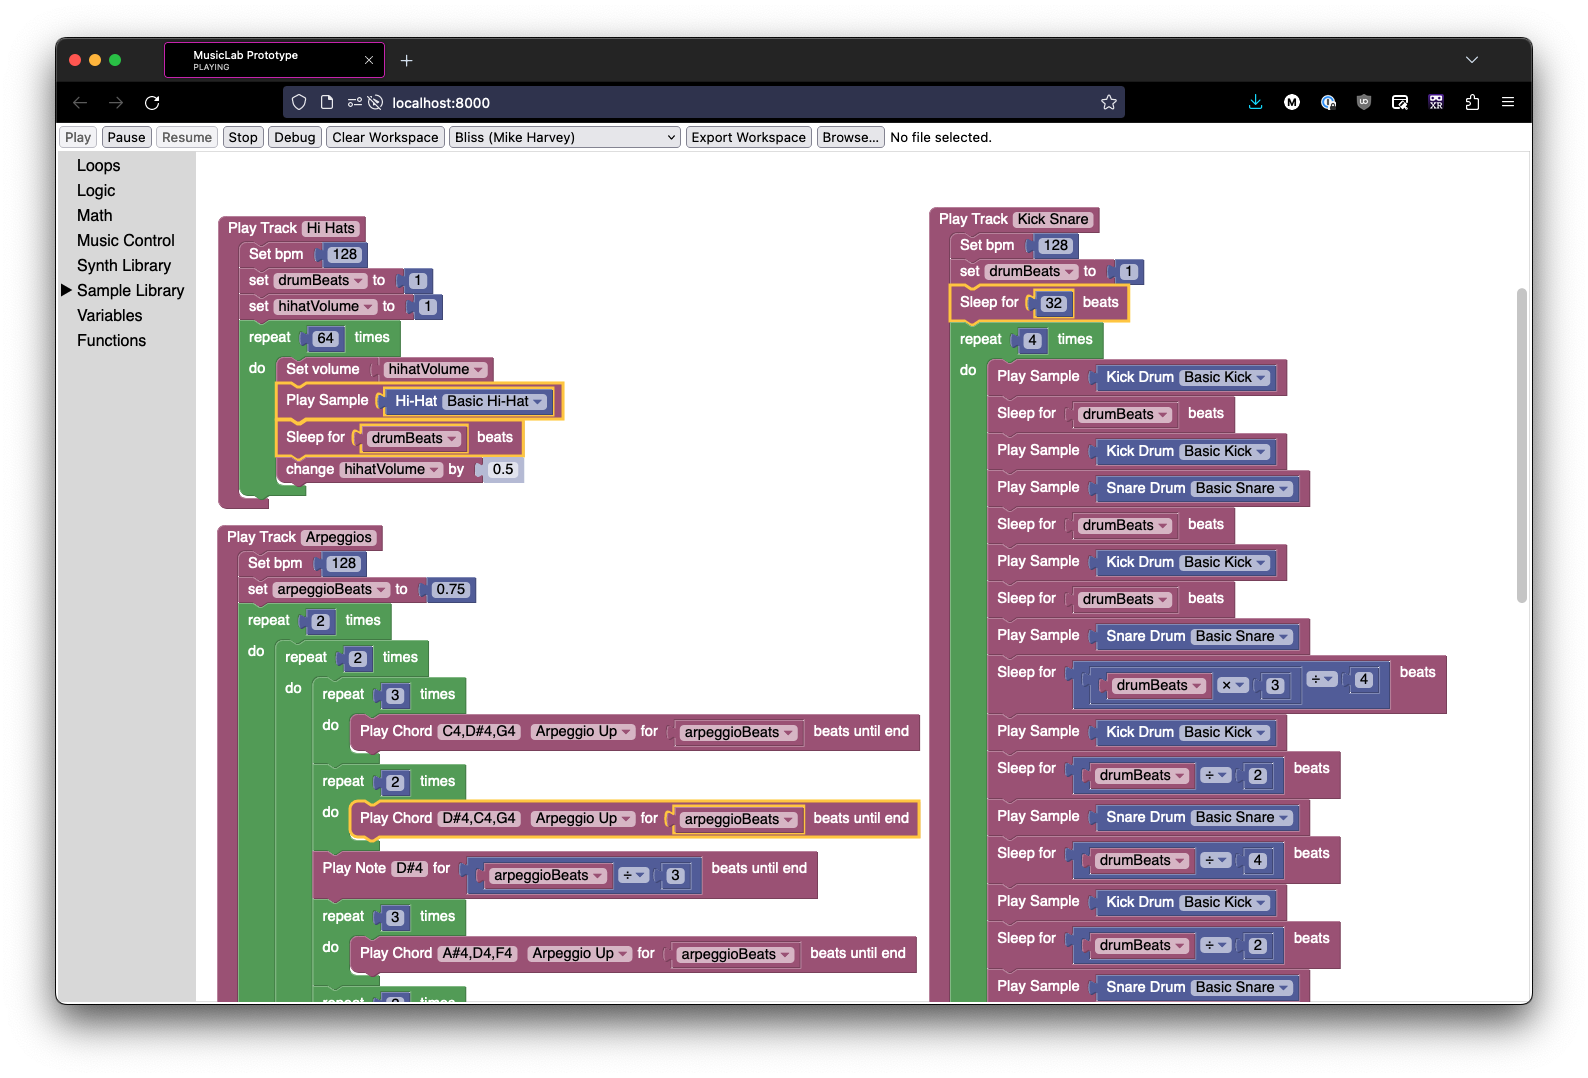 MusicLab Prototype
PLAYING
localhost:8000
Play Pause Resume Stop Debug Clear Workspace Bliss (Mike Harvey) Export Workspace Browse... No file selected.
Loops
Logic
Math
Music Control
Synth Library
Sample Library
Variables
Functions
Play Track Hi Hats
Set bpm 128
set drumBeats to 1
set hihatVolume to 1
repeat 64 times
do Set volume hihatVolume
Play Sample Hi-Hat Basic Hi-Hat
Sleep for drumBeats beats
change hihatVolume by 0.5
Play Track Arpeggios
Set bpm 128
set arpeggioBeats to 0.75
repeat 2 times
do repeat 2 times
do repeat 3 times
do Play Chord C4,D#4,G4 Arpeggio Up for arpeggioBeats beats until end
repeat 2 times
do Play Chord D#4,C4,G4 Arpeggio Up for arpeggioBeats beats until end
Play Note D#4 for arpeggioBeats ÷ 3 beats until end
repeat 3 times
do Play Chord A#4,D4,F4 Arpeggio Up for arpeggioBeats beats until end
Play Track Kick Snare
Set bpm 128
set drumBeats to 1
Sleep for 32 beats
repeat 4 times
do Play Sample Kick Drum Basic Kick
Sleep for drumBeats beats
Play Sample Kick Drum Basic Kick
Play Sample Snare Drum Basic Snare
Sleep for drumBeats beats
Play Sample Kick Drum Basic Kick
Sleep for drumBeats beats
Play Sample Snare Drum Basic Snare
Sleep for drumBeats × 3 ÷ 4 beats
Play Sample Kick Drum Basic Kick
Sleep for drumBeats ÷ 2 beats
Play Sample Snare Drum Basic Snare
Sleep for drumBeats ÷ 4 beats
Play Sample Kick Drum Basic Kick
Sleep for drumBeats ÷ 2 beats
Play Sample Snare Drum Basic Snare